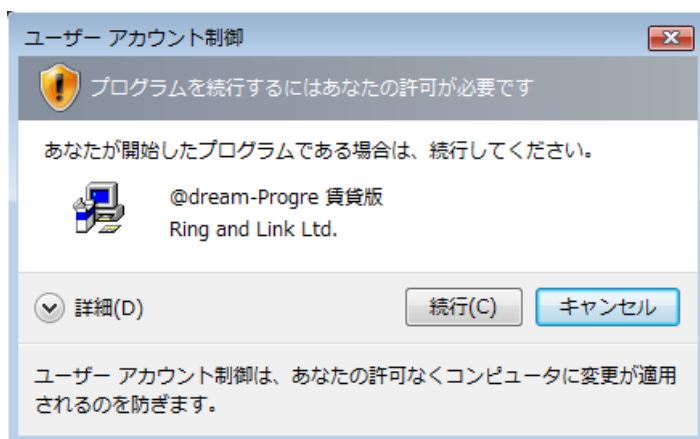 ユーザー アカウント制御
プログラムを続行するにはあなたの許可が必要です
あなたが開始したプログラムである場合は、続行してください。
@dream-Progre 賃貸版
Ring and Link Ltd.
詳細(D)
続行(C)
キャンセル
ユーザー アカウント制御は、あなたの許可なくコンピュータに変更が適用
されるのを防ぎます。